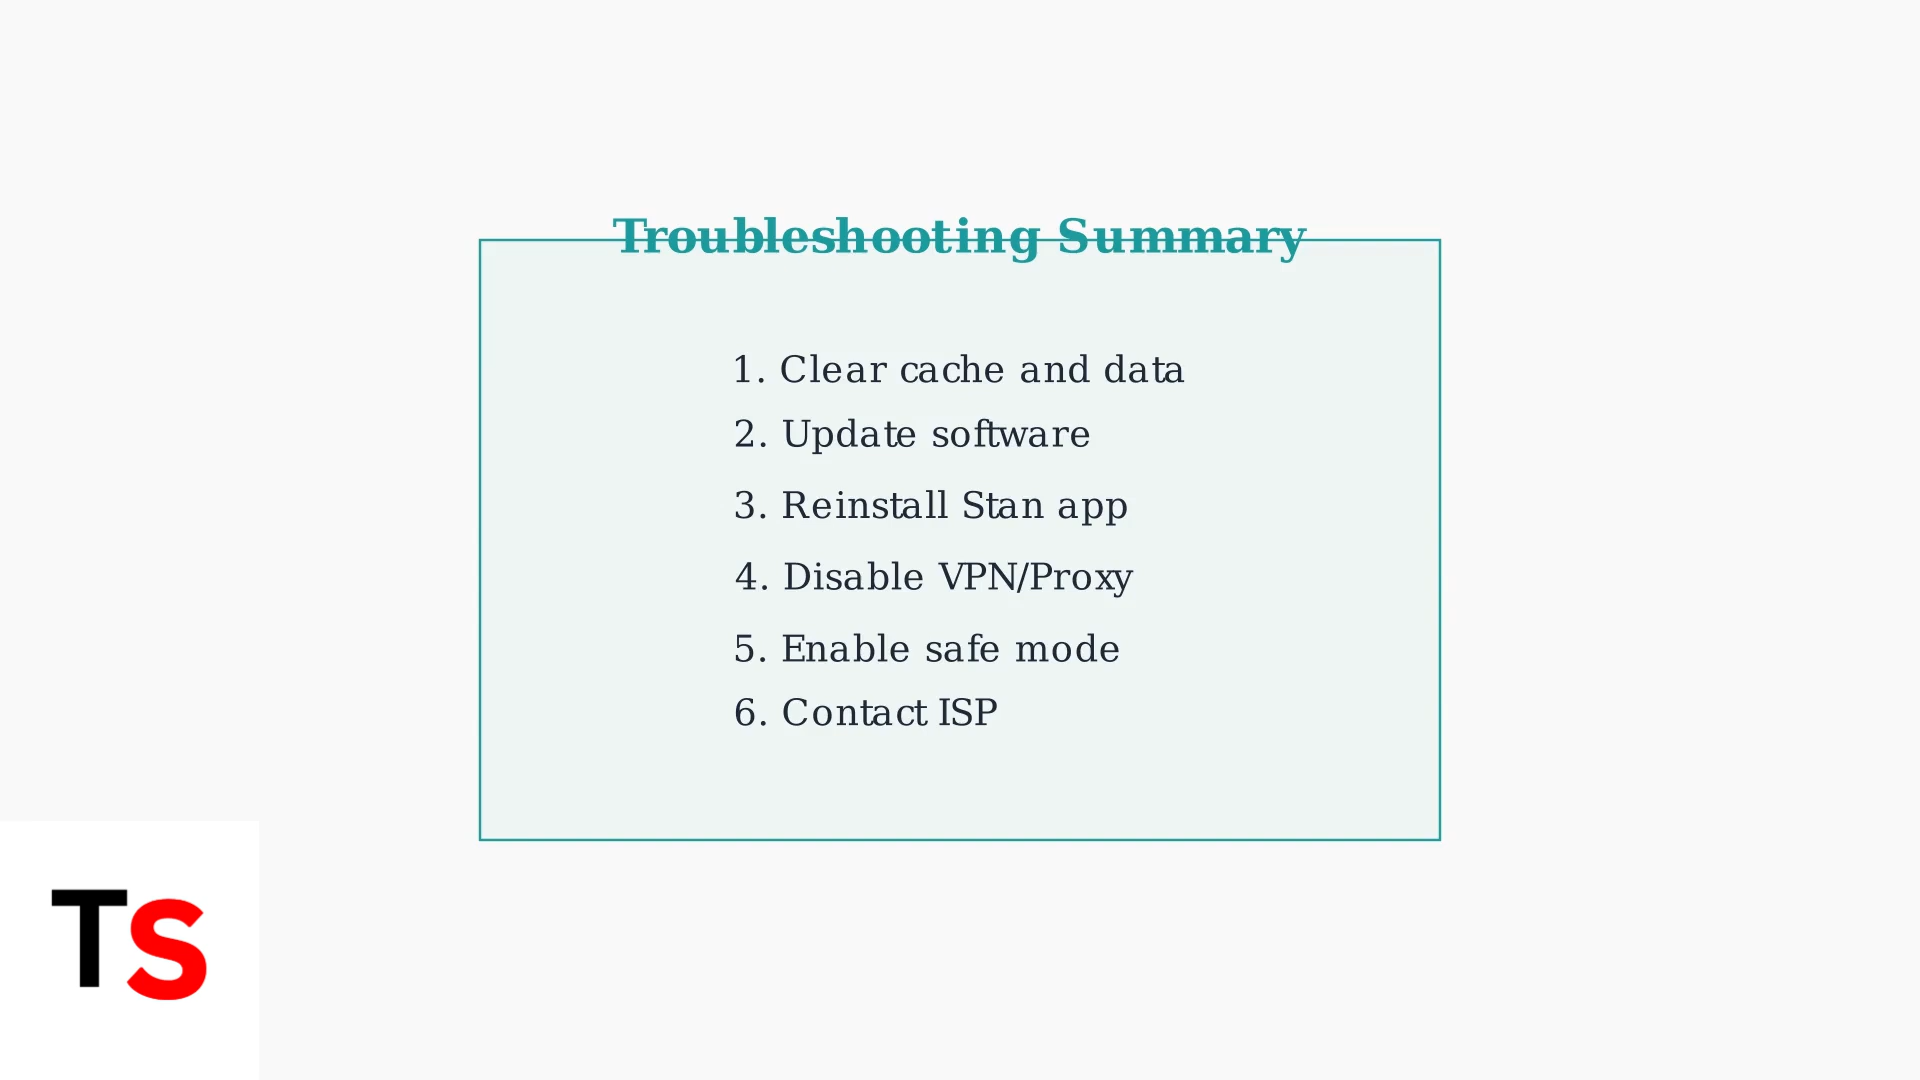 Troubleshooting Summary
1. Clear cache and data
2. Update software
3. Reinstall Stan app
4. Disable VPN/Proxy
5. Enable safe mode
6. Contact ISP
TS